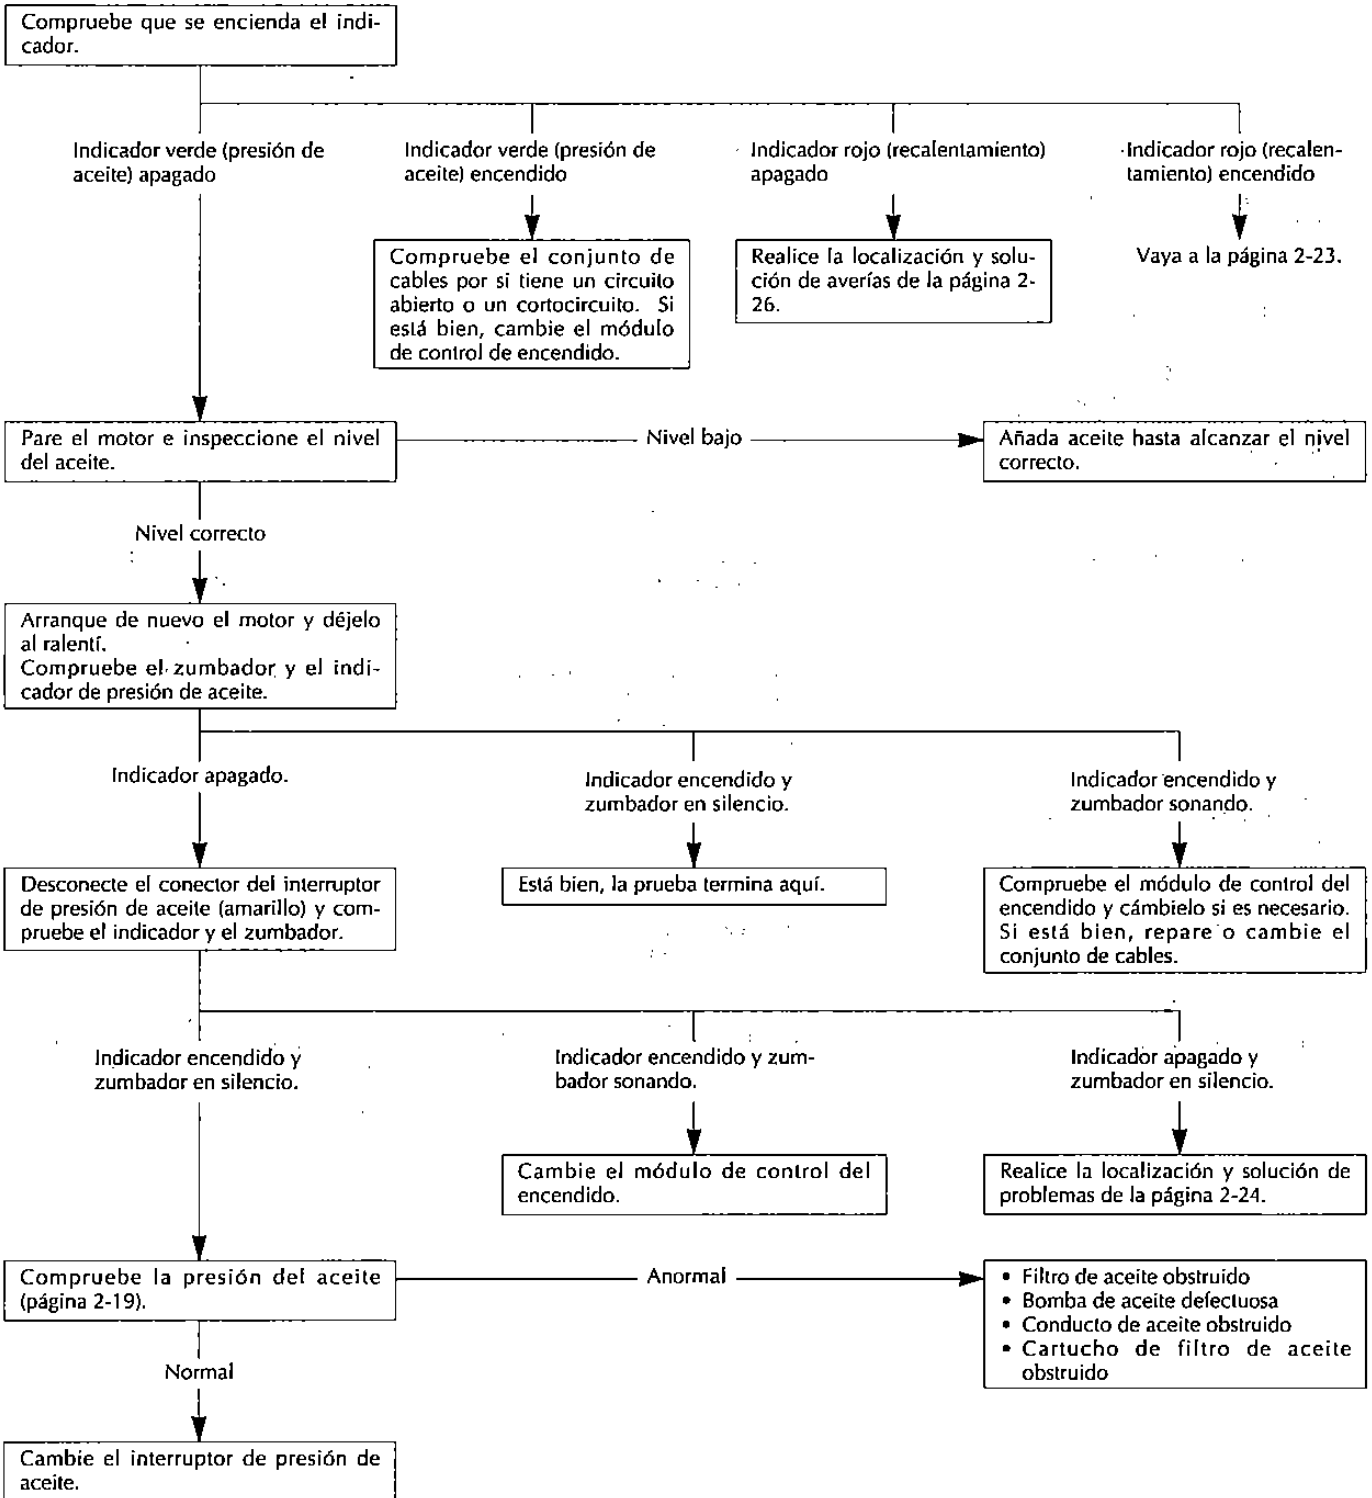 Compruebe que se encienda el indi-
cador.
Indicador verde (presión de
aceite) apagado
Indicador verde (presión de
aceite) encendido
Indicador rojo (recalentamiento)
apagado
Indicador rojo (recalen-
tamiento) encendido
Compruebe el conjunto de
cables por si tiene un circuito
abierto o un cortocircuito. Si
está bien, cambie el módulo
de control de encendido.
Realice la localización y solu-
ción de averías de la página 2-
26.
Vaya a la página 2-23.
Pare el motor e inspeccione el nivel
del aceite.
Nivel bajo
Añada aceite hasta alcanzar el nivel
correcto.
Nivel correcto
Arranque de nuevo el motor y déjelo
al ralentí.
Compruebe el zumbador y el indi-
cador de presión de aceite.
Indicador apagado.
Indicador encendido y
zumbador en silencio.
Indicador encendido y
zumbador sonando.
Desconecte el conector del interruptor
de presión de aceite (amarillo) y com-
pruebe el indicador y el zumbador.
Está bien, la prueba termina aquí.
Compruebe el módulo de control del
encendido y cámbielo si es necesario.
Si está bien, repare o cambie el
conjunto de cables.
Indicador encendido y
zumbador en silencio.
Indicador encendido y zum-
bador sonando.
Indicador apagado y
zumbador en silencio.
Cambie el módulo de control del
encendido.
Realice la localización y solución de
problemas de la página 2-24.
Compruebe la presión del aceite
(página 2-19).
Anormal
• Filtro de aceite obstruido
• Bomba de aceite defectuosa
• Conducto de aceite obstruido
• Cartucho de filtro de aceite
obstruido
Normal
Cambie el interruptor de presión de
aceite.